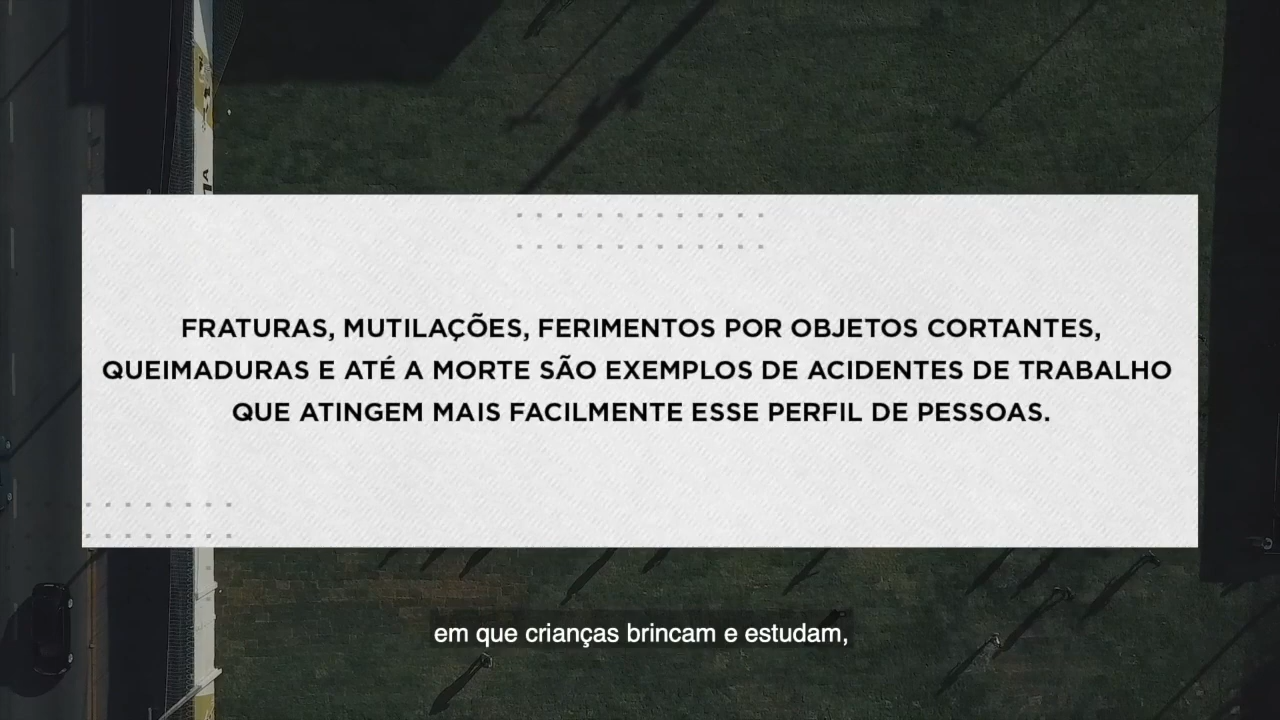 FRATURAS, MUTILAÇÕES, FERIMENTOS POR OBJETOS CORTANTES,
QUEIMADURAS E ATÉ A MORTE SÃO EXEMPLOS DE ACIDENTES DE TRABALHO
QUE ATINGEM MAIS FACILMENTE ESSE PERFIL DE PESSOAS.
em que crianças brincam e estudam,